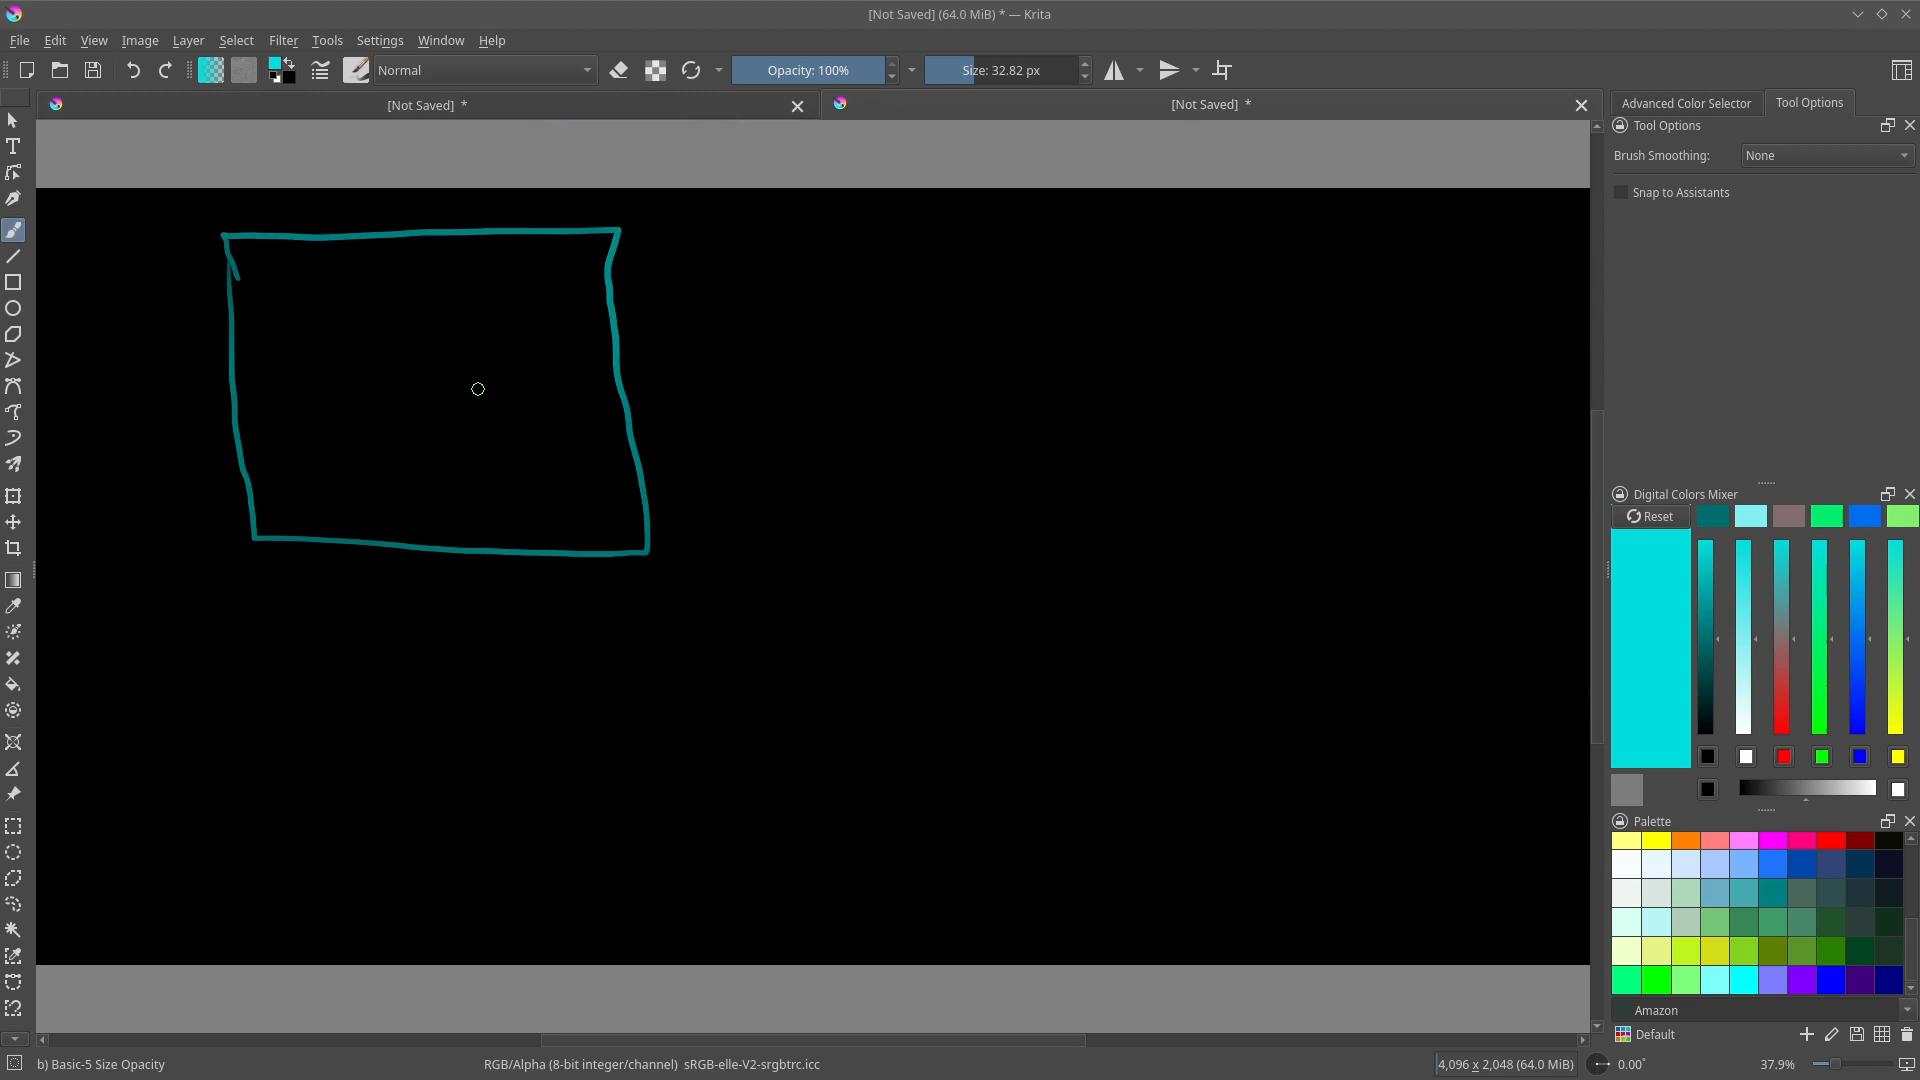 [Not Saved] (64.0 MiB) * — Krita
File Edit View Image Layer Select Filter Tools Settings Window Help
Normal Opacity: 100% Size: 32.82 px
[Not Saved] * [Not Saved] * Advanced Color Selector Tool Options
Tool Options
Brush Smoothing: None
Snap to Assistants
Digital Colors Mixer
Reset
Palette
Amazon
Default
b) Basic-5 Size Opacity RGB/Alpha (8-bit integer/channel) sRGB-elle-V2-srgbtrc.icc 4,096 x 2,048 (64.0 MiB) 0.00° 37.9%